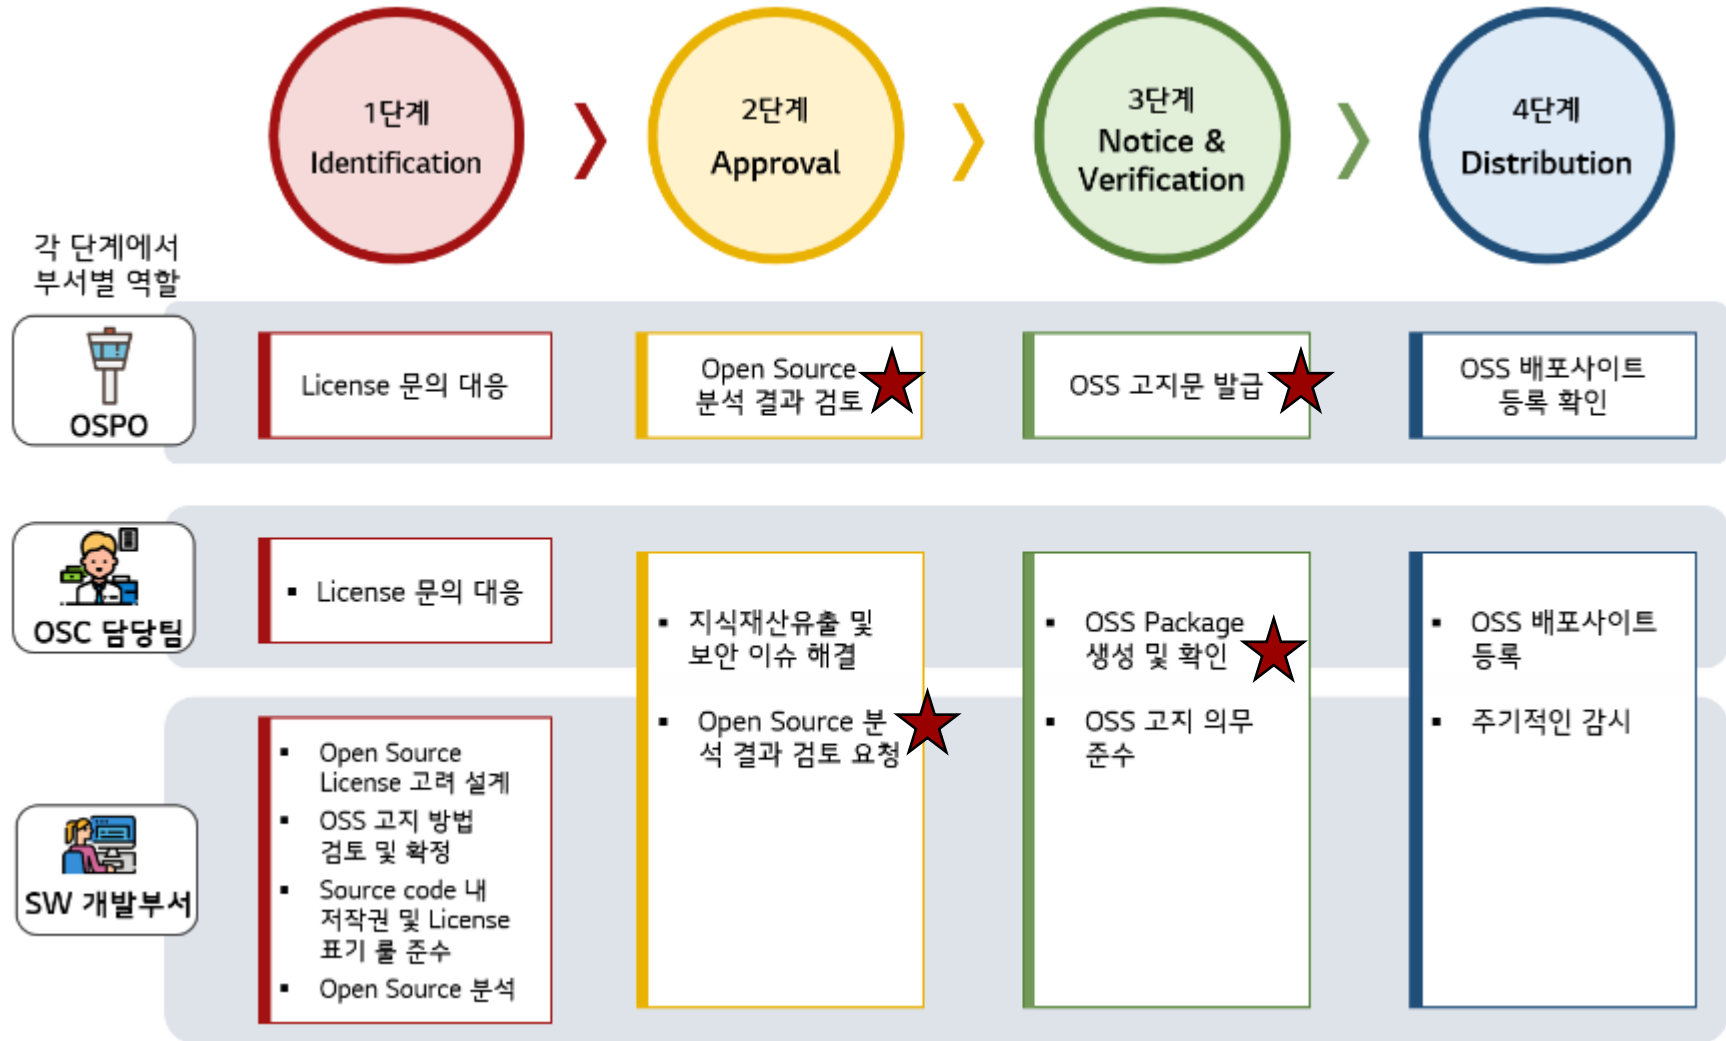 1단계
Identification
2단계
Approval
3단계
Notice &
Verification
4단계
Distribution
각 단계에서
부서별 역할
OSPO
License 문의 대응
Open Source
분석 결과 검토
OSS 고지문 발급
OSS 배포사이트
등록 확인
OSC 담당팀
▪ License 문의 대응
▪ 지식재산유출 및
보안 이슈 해결
▪ Open Source 분
석 결과 검토 요청
▪ OSS Package
생성 및 확인
▪ OSS 고지 의무
준수
▪ OSS 배포사이트
등록
▪ 주기적인 감시
SW 개발부서
▪ Open Source
License 고려 설계
▪ OSS 고지 방법
검토 및 확정
▪ Source code 내
저작권 및 License
표기 룰 준수
▪ Open Source 분석